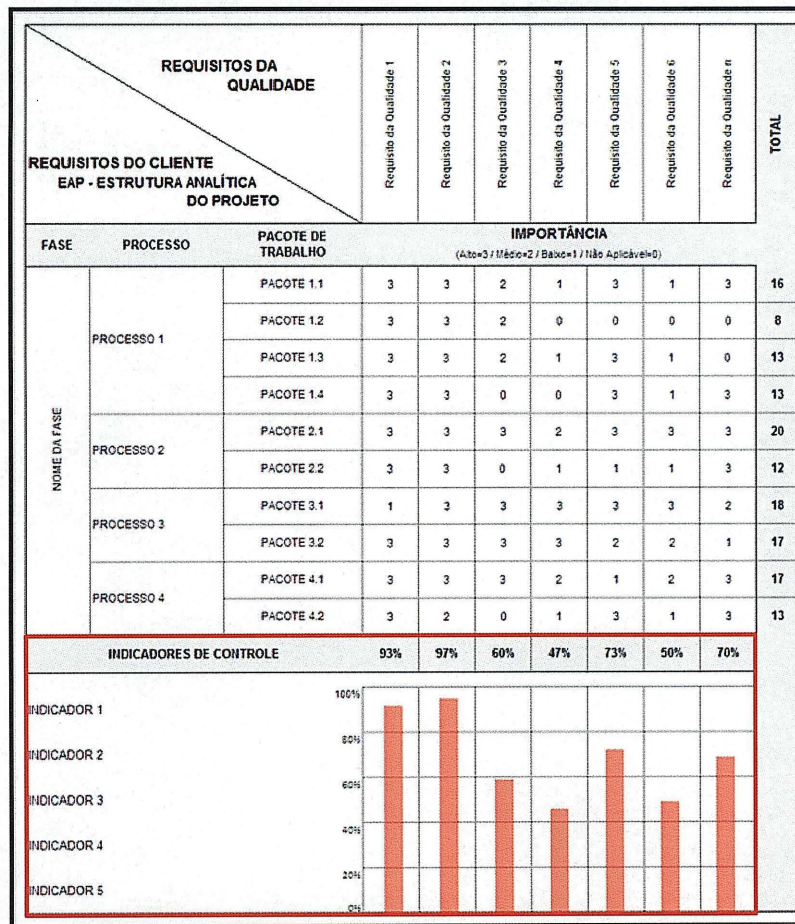 REQUISITOS DA
QUALIDADE
REQUISITOS DO CLIENTE
EAP - ESTRUTURA ANALÍTICA
DO PROJETO
Requisito da Qualidade 1
Requisito da Qualidade 2
Requisito da Qualidade 3
Requisito da Qualidade 4
Requisito da Qualidade 5
Requisito da Qualidade 6
Requisito da Qualidade n
TOTAL
FASE PROCESSO PACOTE DE TRABALHO IMPORTÂNCIA
(Alto=3 / Médio=2 / Baixo=1 / Não Aplicável=0)
NOME DA FASE
PROCESSO 1
PACOTE 1.1 3 3 2 1 3 1 3 16
PACOTE 1.2 3 3 2 0 0 0 0 8
PACOTE 1.3 3 3 2 1 3 1 0 13
PACOTE 1.4 3 3 0 0 3 1 3 13
PROCESSO 2
PACOTE 2.1 3 3 3 2 3 3 3 20
PACOTE 2.2 3 3 0 1 1 1 3 12
PROCESSO 3
PACOTE 3.1 1 3 3 3 3 3 2 18
PACOTE 3.2 3 3 3 3 2 2 1 17
PROCESSO 4
PACOTE 4.1 3 3 3 2 1 2 3 17
PACOTE 4.2 3 2 0 1 3 1 3 13
INDICADORES DE CONTROLE 93% 97% 60% 47% 73% 50% 70%
INDICADOR 1
INDICADOR 2
INDICADOR 3
INDICADOR 4
INDICADOR 5
100%
80%
60%
40%
20%
0%